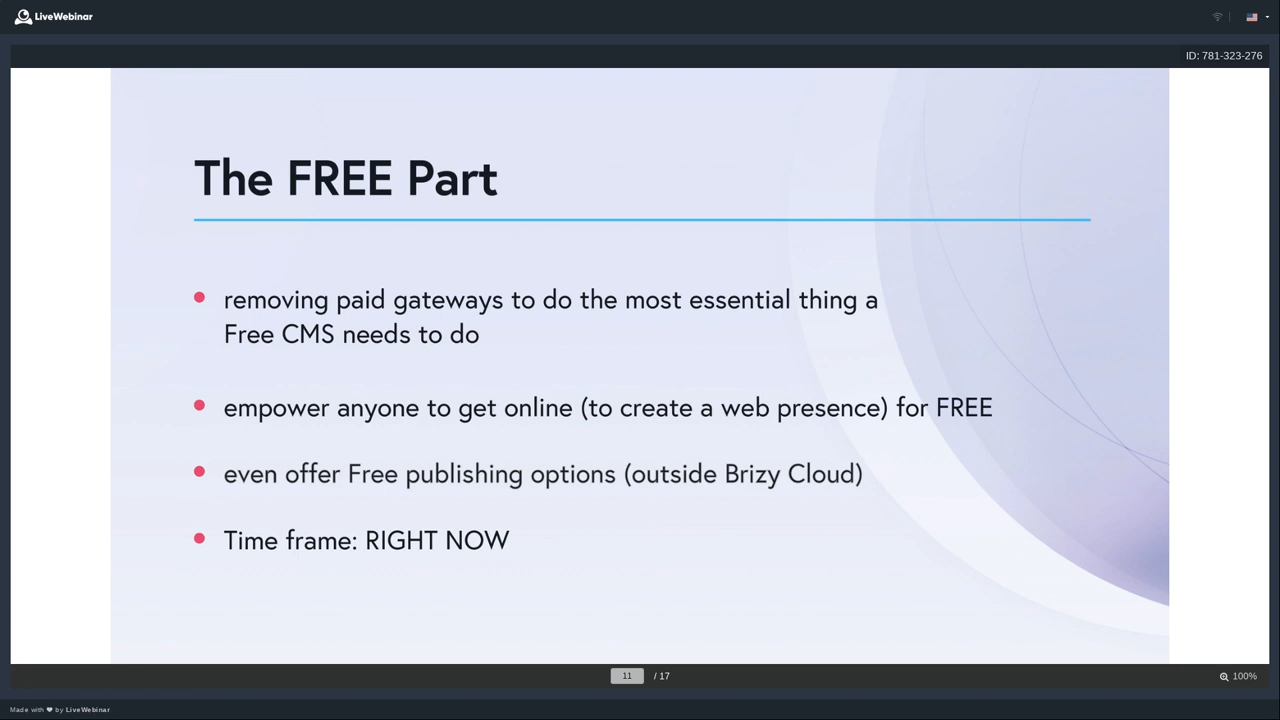 LiveWebinar
ID: 781-323-276
The FREE Part
removing paid gateways to do the most essential thing a
Free CMS needs to do
empower anyone to get online (to create a web presence) for FREE
even offer Free publishing options (outside Brizy Cloud)
Time frame: RIGHT NOW
11 / 17
100%
Made with ❤ by LiveWebinar